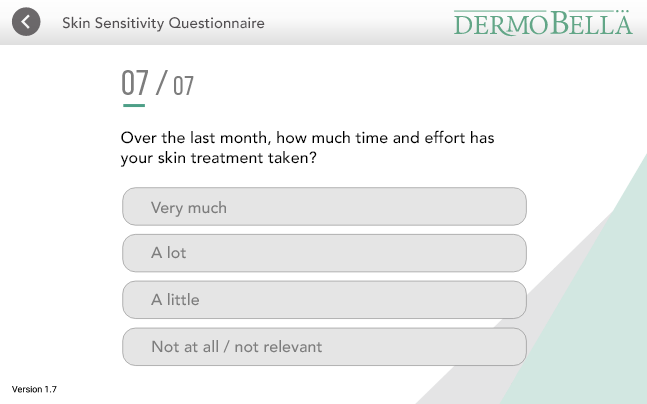 Skin Sensitivity Questionnaire
DERMOBELLA
07 / 07
Over the last month, how much time and effort has
your skin treatment taken?
Very much
A lot
A little
Not at all / not relevant
Version 1.7